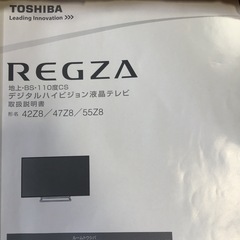 TOSHIBA
Leading Innovation >>>
REGZA
地上・BS・110度CS
デジタルハイビジョン液晶テレビ
取扱説明書
形名 42Z8/47Z8/55Z8